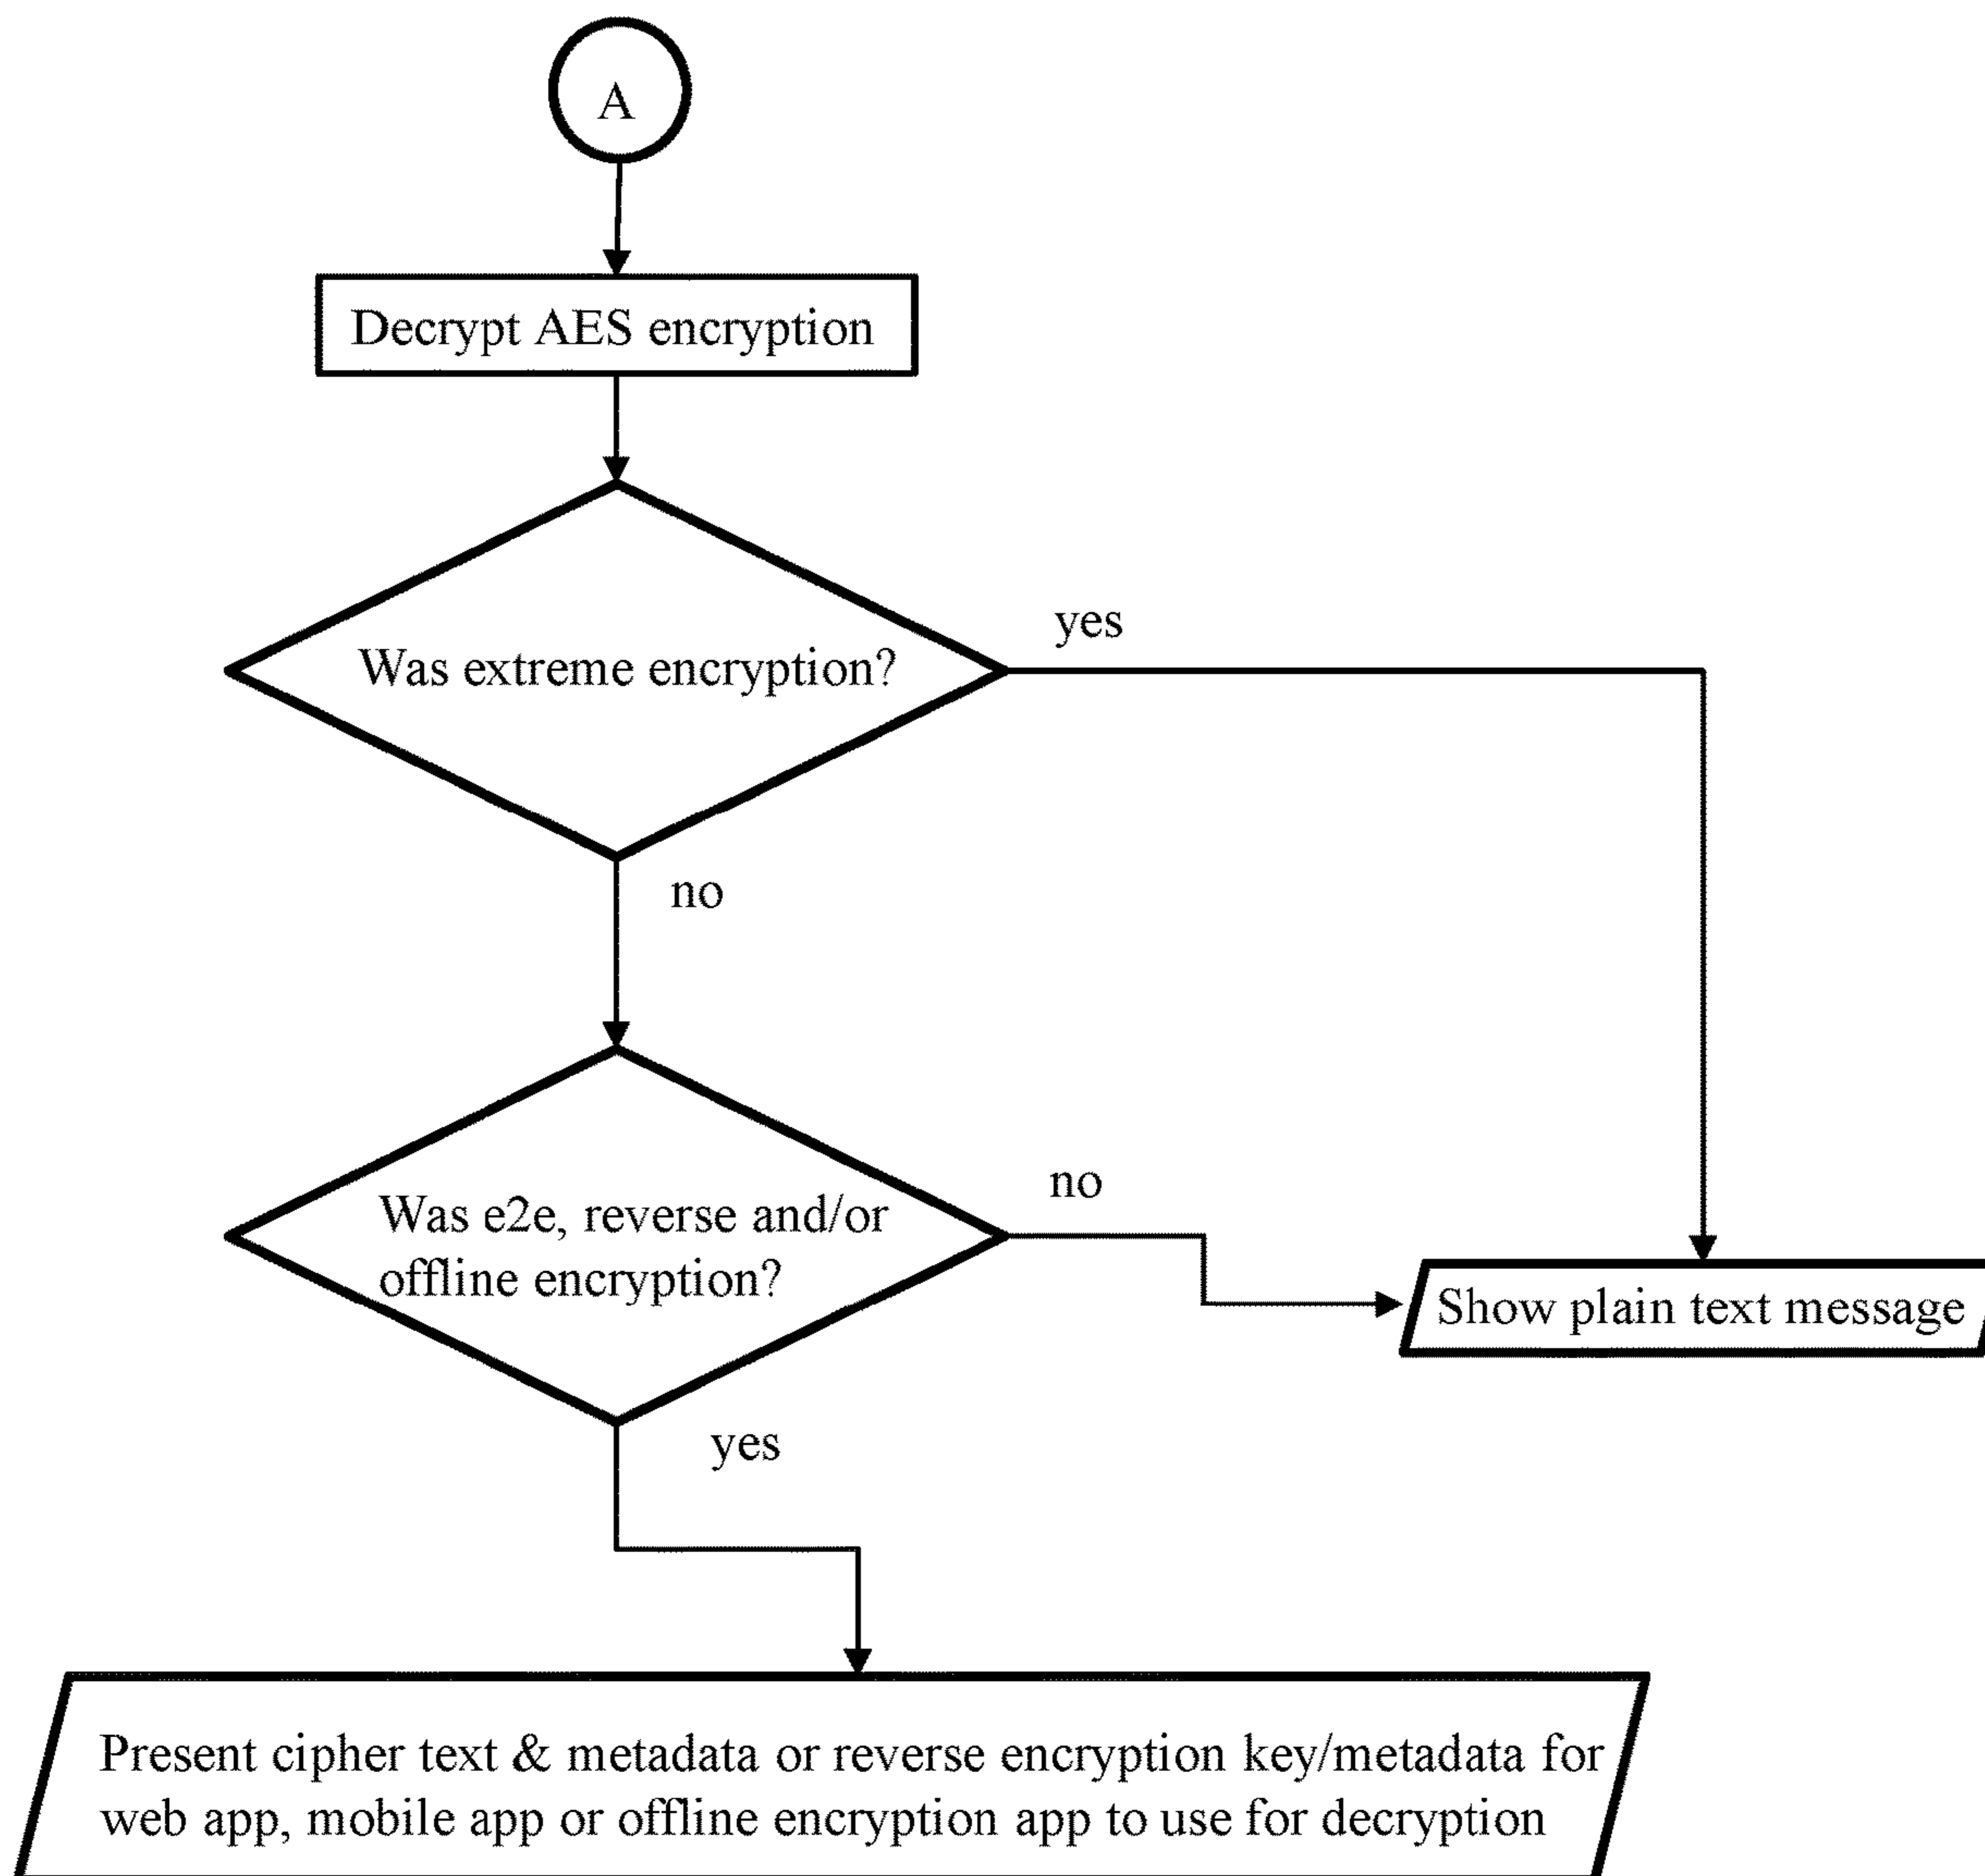 A
Decrypt AES encryption
yes
Was extreme encryption?
no
no
Was e2e, reverse and/or
offline encryption?
Show plain text message
yes
Present cipher text & metadata or reverse encryption key/metadata for
web app, mobile app or offline encryption app to use for decryption